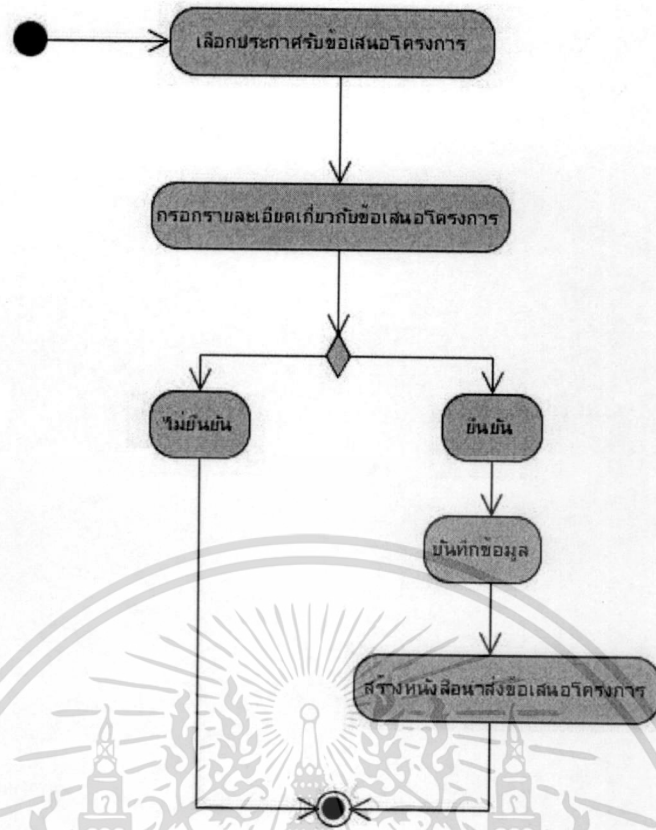 เลือกประกาศรับข้อเสนอโครงการ
กรอกรายละเอียดเกี่ยวกับข้อเสนอโครงการ
ไม่ยืนยัน
ยืนยัน
บันทึกข้อมูล
สร้างหนังสือนำส่งข้อเสนอโครงการ